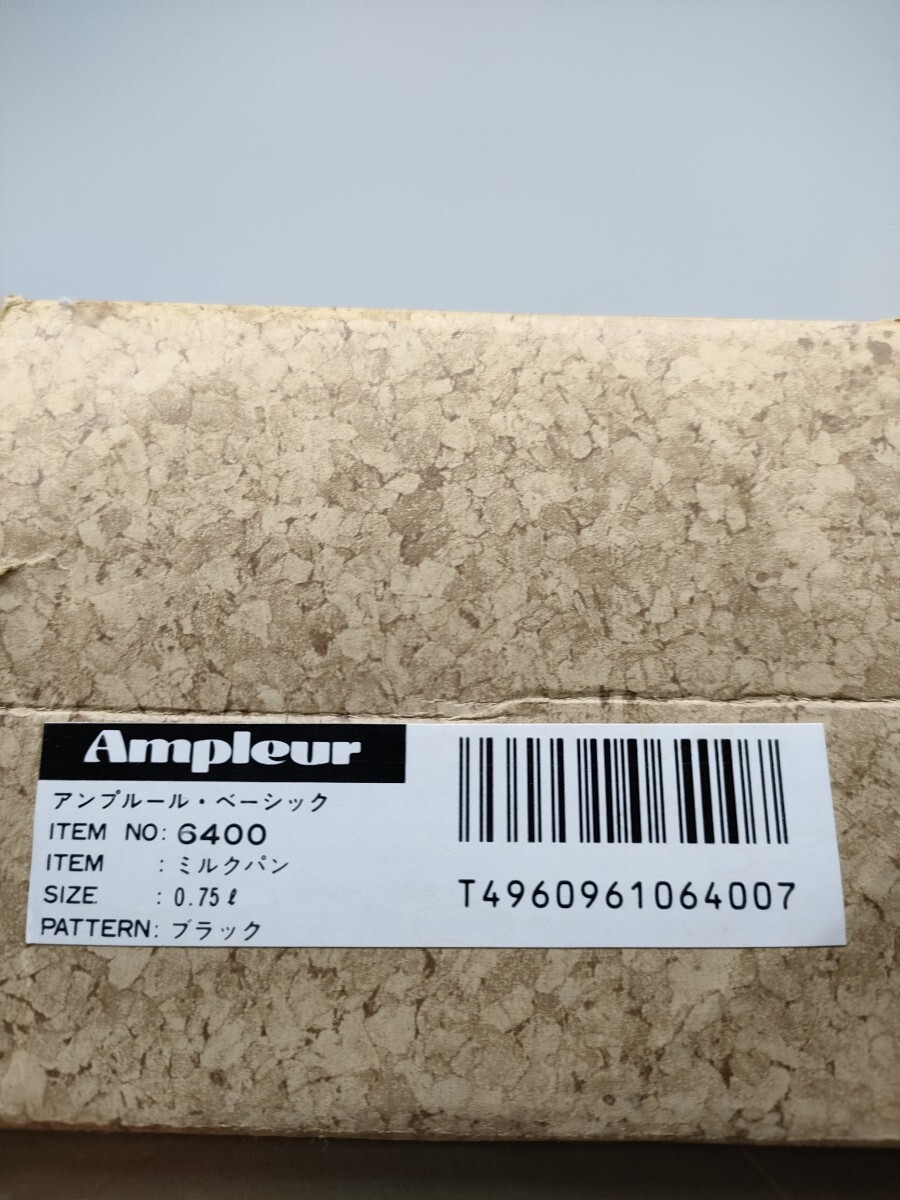 Ampleur
アンプルール・ベーシック
ITEM NO: 6400
ITEM : ミルクパン
SIZE : 0.75ℓ
PATTERN: ブラック
T4960961064007